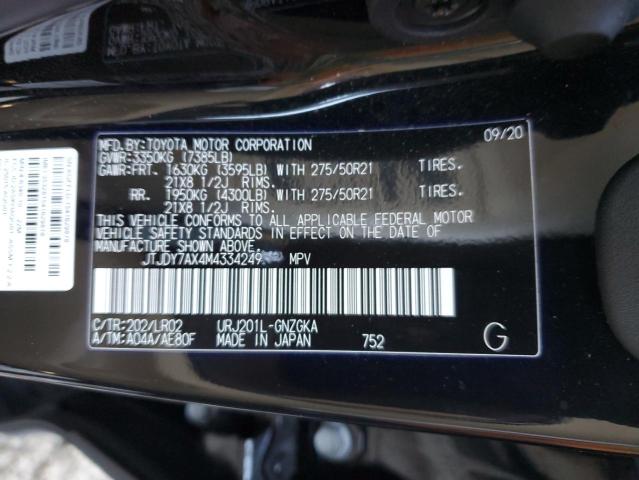 MFD.BY:TOYOTA MOTOR CORPORATION 09/20
GVWR:3350KG (7385LB)
GAWR:FRT. 1630KG (3595LB) WITH 275/50R21 TIRES.
21X8 1/2J RIMS.
RR. 1950KG (4300LB) WITH 275/50R21 TIRES.
21X8 1/2J RIMS.
THIS VEHICLE CONFORMS TO ALL APPLICABLE FEDERAL MOTOR
VEHICLE SAFETY STANDARDS IN EFFECT ON THE DATE OF
MANUFACTURE SHOWN ABOVE.
JTJDY7AX4M4334249 MPV
C/TR:202/LR02 URJ201L-GNZGKA
A/TM:A04A/AE80F MADE IN JAPAN 752 G